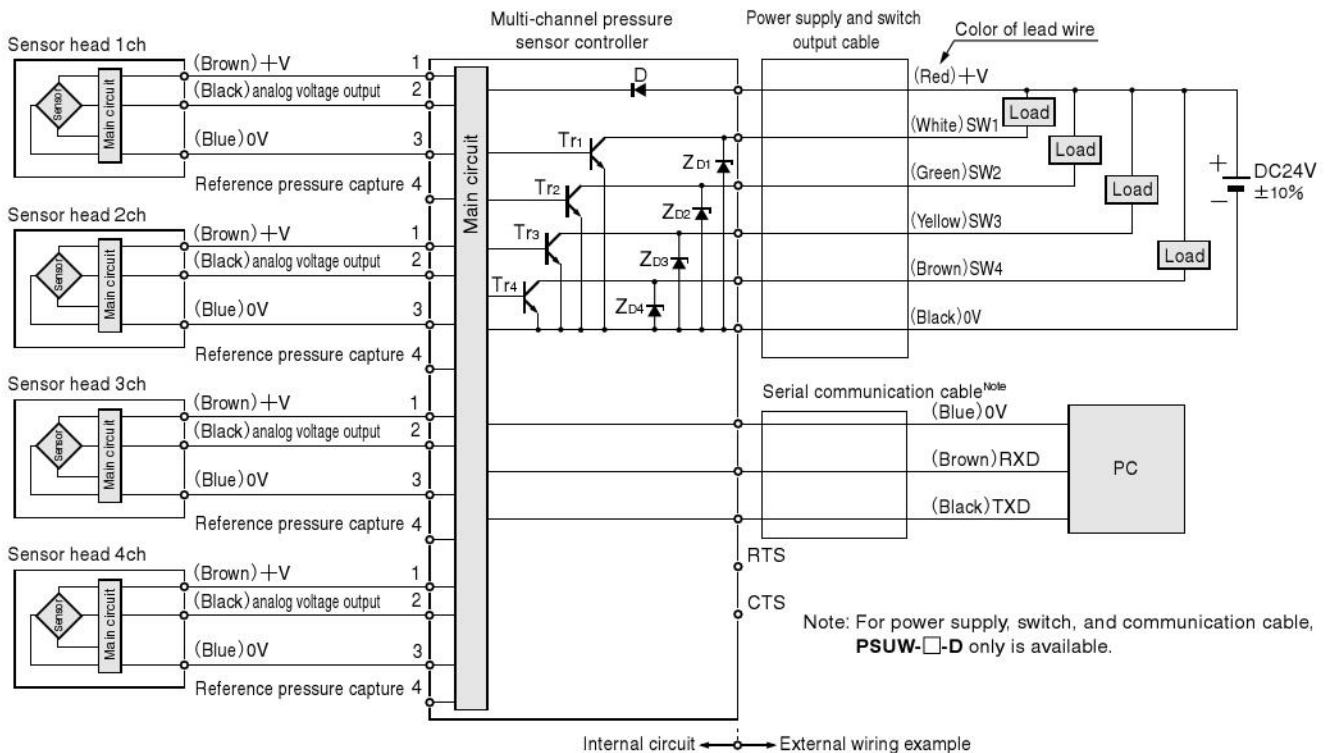 Multi-channel pressure
sensor controller
Power supply and switch
output cable
Color of lead wire
Sensor head 1ch
Sensor
Main circuit
(Brown)+V 1
(Black)analog voltage output 2
(Blue)0V 3
Reference pressure capture 4
Sensor head 2ch
Sensor
Main circuit
(Brown)+V 1
(Black)analog voltage output 2
(Blue)0V 3
Reference pressure capture 4
Sensor head 3ch
Sensor
Main circuit
(Brown)+V 1
(Black)analog voltage output 2
(Blue)0V 3
Reference pressure capture 4
Sensor head 4ch
Sensor
Main circuit
(Brown)+V 1
(Black)analog voltage output 2
(Blue)0V 3
Reference pressure capture 4
Main circuit
D
Tr1
Tr2
Tr3
Tr4
ZD1
ZD2
ZD3
ZD4
(Red)+V
(White)SW1
(Green)SW2
(Yellow)SW3
(Brown)SW4
(Black)0V
Load
Load
Load
Load
+
−
DC24V
±10%
Serial communication cableNote
(Blue)0V
(Brown)RXD
(Black)TXD
PC
RTS
CTS
Note: For power supply, switch, and communication cable,
PSUW-□-D only is available.
Internal circuit
External wiring example